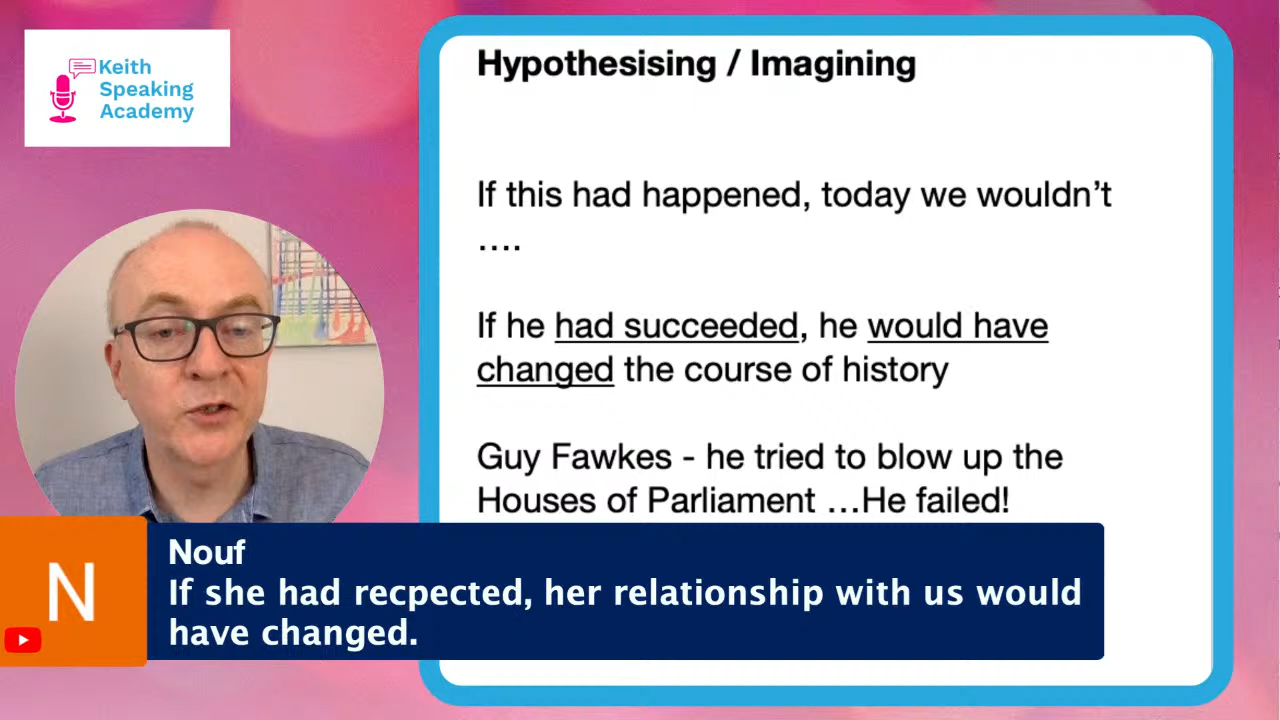 Keith
Speaking
Academy
Hypothesising / Imagining
If this had happened, today we wouldn’t
….
If he had succeeded, he would have
changed the course of history
Guy Fawkes - he tried to blow up the
Houses of Parliament …He failed!
N
Nouf
If she had recpected, her relationship with us would
have changed.